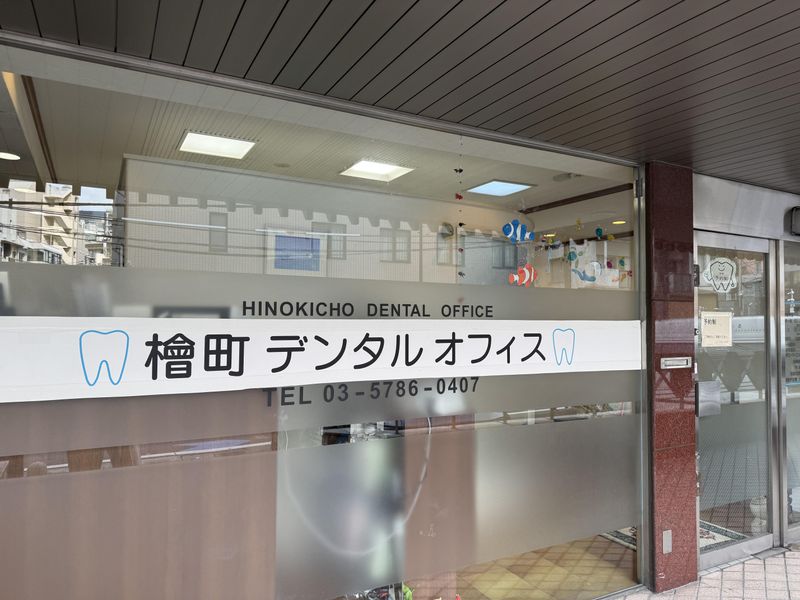 HINOKICHO DENTAL OFFICE
檜町 デンタル オフィス
TEL 03-5786-0407
予約制